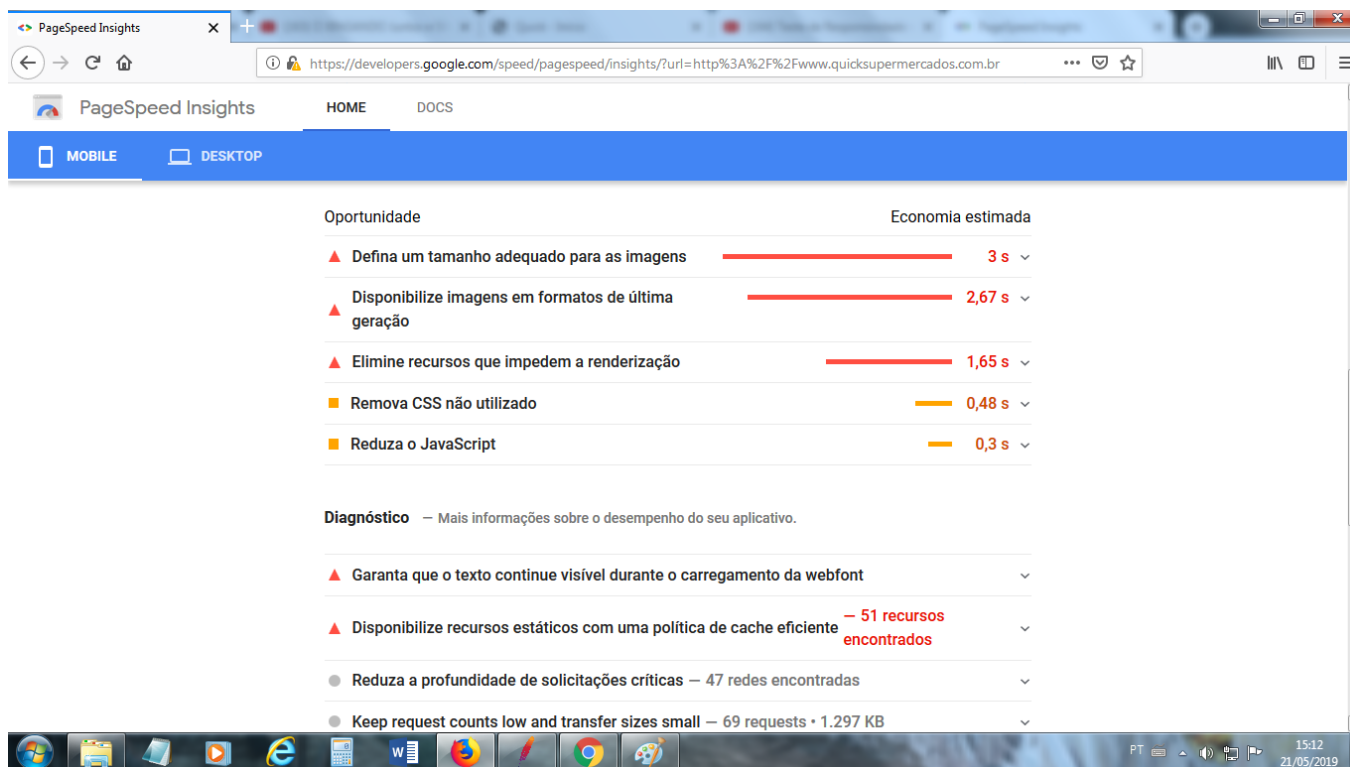 PageSpeed Insights
https://developers.google.com/speed/pagespeed/insights/?url=http%3A%2F%2Fwww.quicksupermercados.com.br
PageSpeed Insights HOME DOCS
MOBILE DESKTOP
Oportunidade Economia estimada
Defina um tamanho adequado para as imagens 3 s
Disponibilize imagens em formatos de última
geração 2,67 s
Elimine recursos que impedem a renderização 1,65 s
Remova CSS não utilizado 0,48 s
Reduza o JavaScript 0,3 s
Diagnóstico — Mais informações sobre o desempenho do seu aplicativo.
Garanta que o texto continue visível durante o carregamento da webfont
Disponibilize recursos estáticos com uma política de cache eficiente — 51 recursos
encontrados
Reduza a profundidade de solicitações críticas — 47 redes encontradas
Keep request counts low and transfer sizes small — 69 requests • 1.297 KB
PT 15:12
21/05/2019